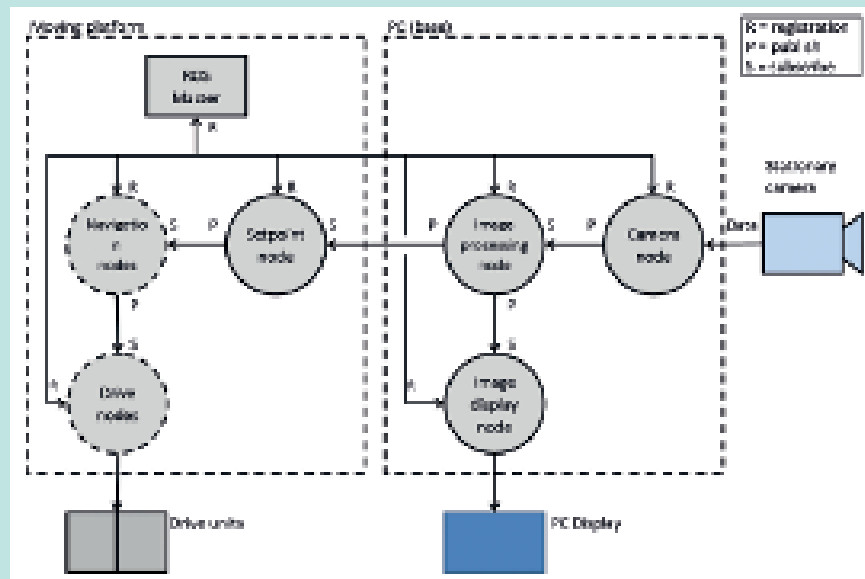 Moving platform
PC (base)
R = registration
P = publish
S = subscribe
ROS
Master
R
Stationary
camera
R
R
R
R
Navigatio
n
nodes
S
P
Setpoint
node
S
P
Image
processing
node
S
P
Camera
node
Data
P
S
P
S
R
Drive
nodes
R
Image
display
node
Drive units
PC Display